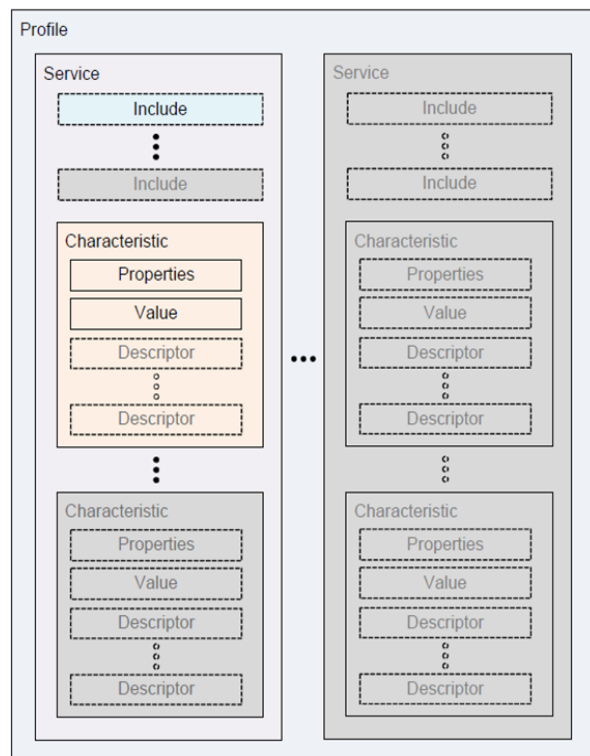 Profile
Service
Include
Include
Characteristic
Properties
Value
Descriptor
Descriptor
Characteristic
Properties
Value
Descriptor
Descriptor
Service
Include
Include
Characteristic
Properties
Value
Descriptor
Descriptor
Characteristic
Properties
Value
Descriptor
Descriptor